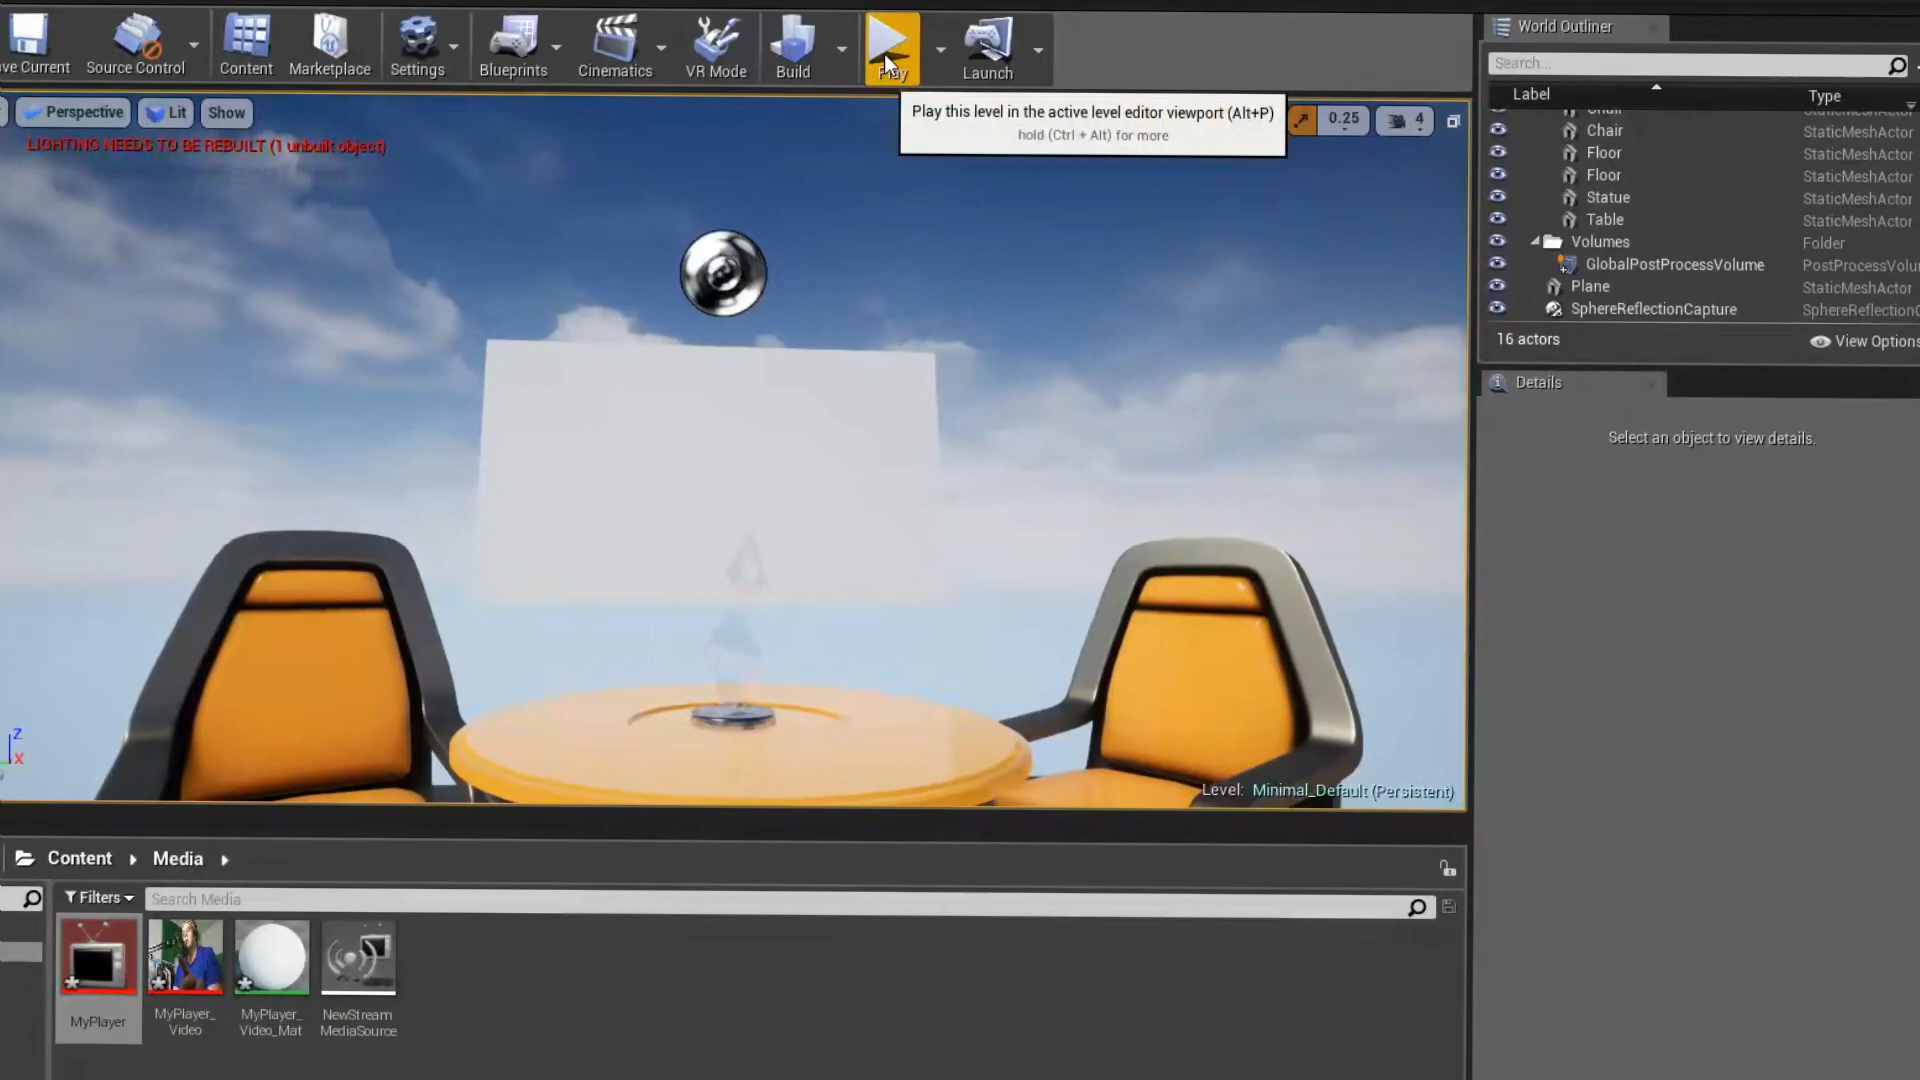 ve Current
Source Control
Content
Marketplace
Settings
Blueprints
Cinematics
VR Mode
Build
Play
Launch
Perspective
Lit
Show
Play this level in the active level editor viewport (Alt+P)
hold (Ctrl + Alt) for more
0.25
4
LIGHTING NEEDS TO BE REBUILT (1 unbuilt object)
World Outliner
Search...
Label
Type
Chair
StaticMeshActor
Chair
StaticMeshActor
Floor
StaticMeshActor
Floor
StaticMeshActor
Statue
StaticMeshActor
Table
StaticMeshActor
Volumes
Folder
GlobalPostProcessVolume
PostProcessVolu
Plane
StaticMeshActor
SphereReflectionCapture
SphereReflectionC
16 actors
View Options
Details
Select an object to view details.
Z
X
Level: Minimal_Default (Persistent)
Content
Media
Filters
Search Media
MyPlayer
MyPlayer_
Video
MyPlayer_
Video_Mat
NewStream
MediaSource